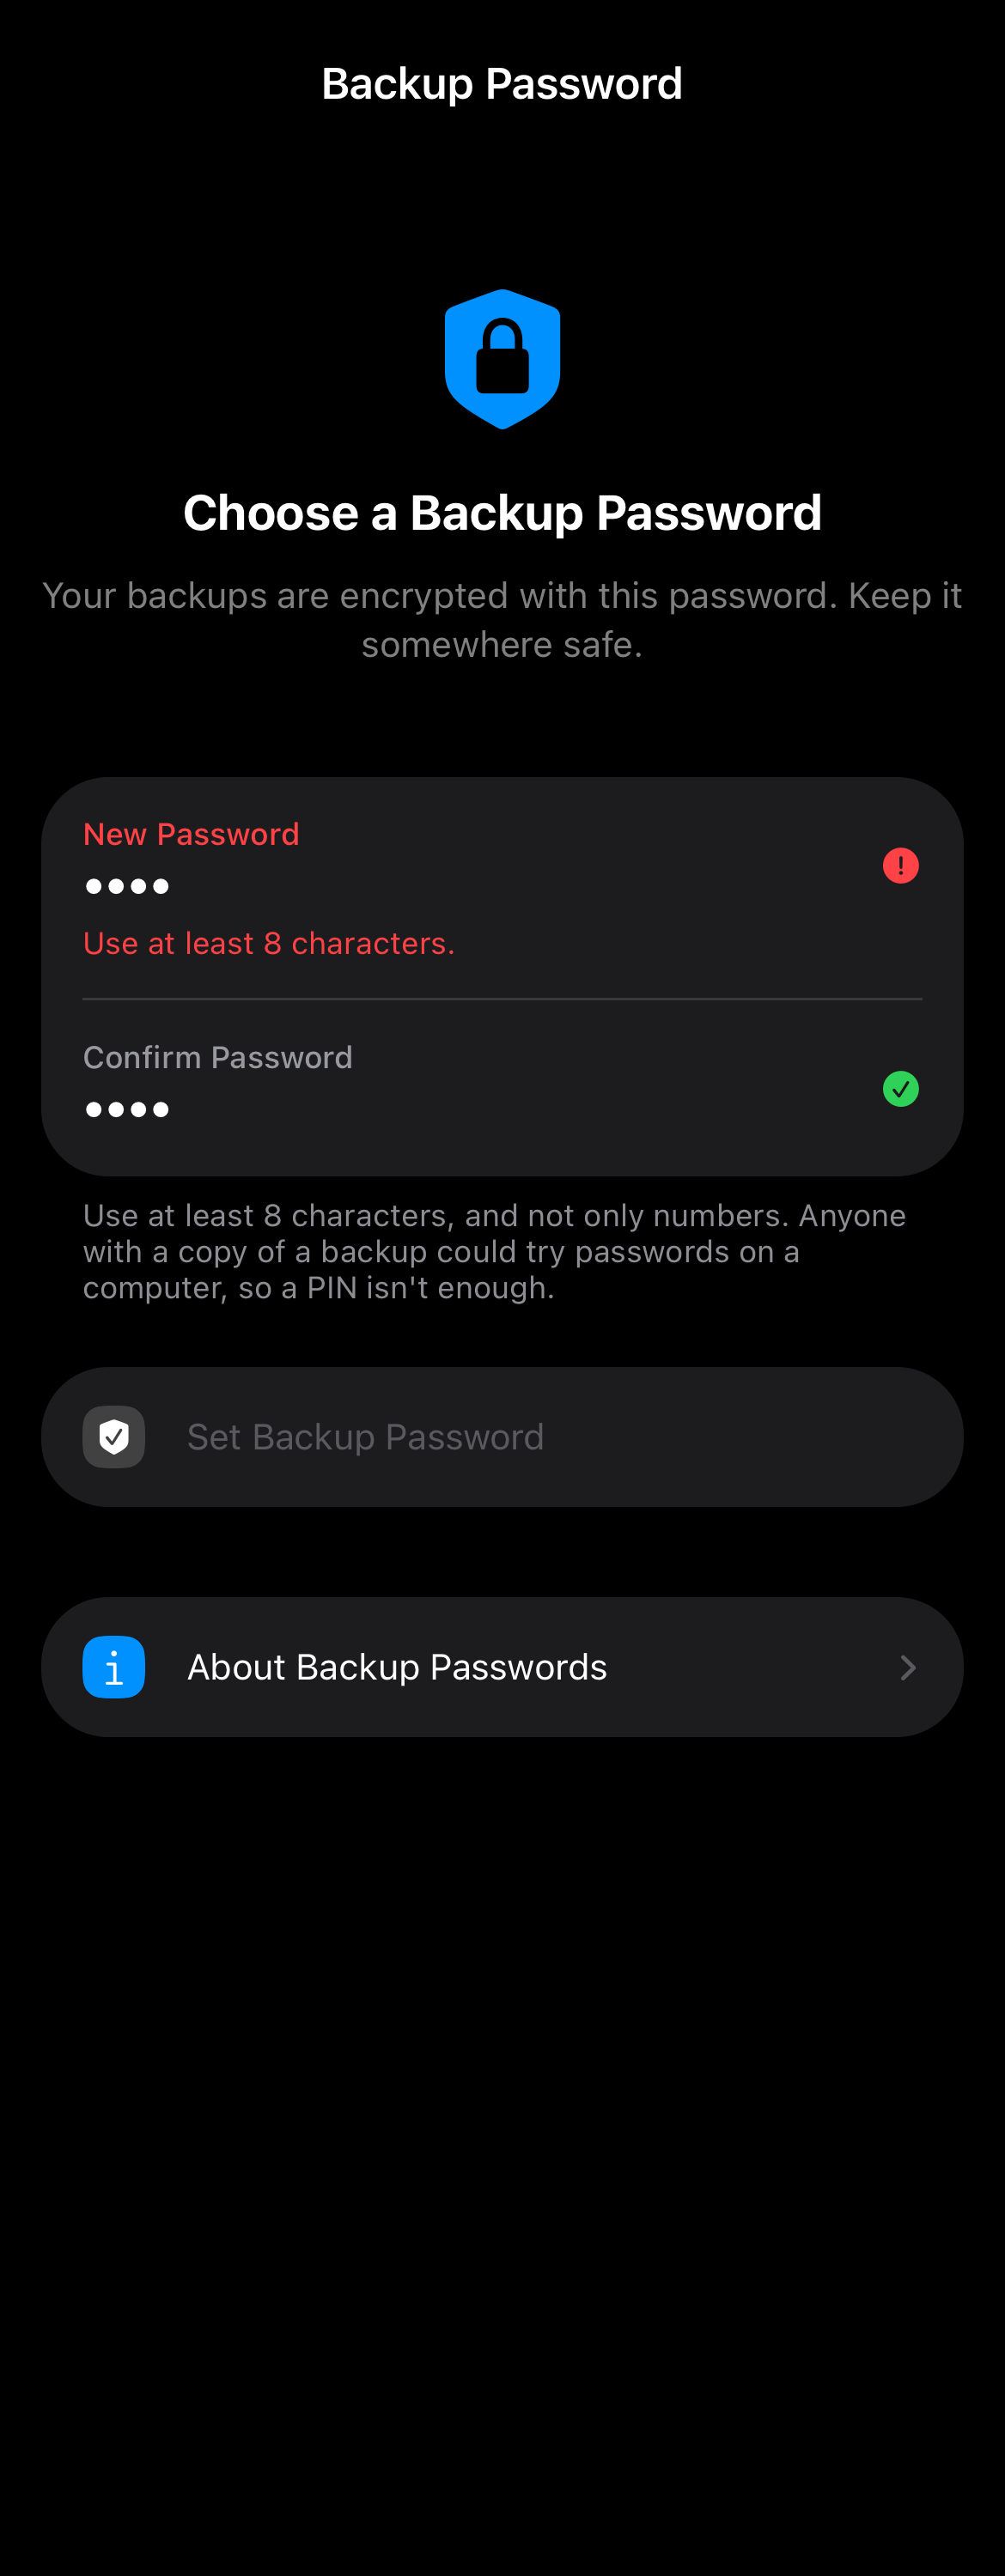 Backup Password
Choose a Backup Password
Your backups are encrypted with this password. Keep it
somewhere safe.
New Password
••••
Use at least 8 characters.
Confirm Password
••••
Use at least 8 characters, and not only numbers. Anyone
with a copy of a backup could try passwords on a
computer, so a PIN isn't enough.
Set Backup Password
About Backup Passwords